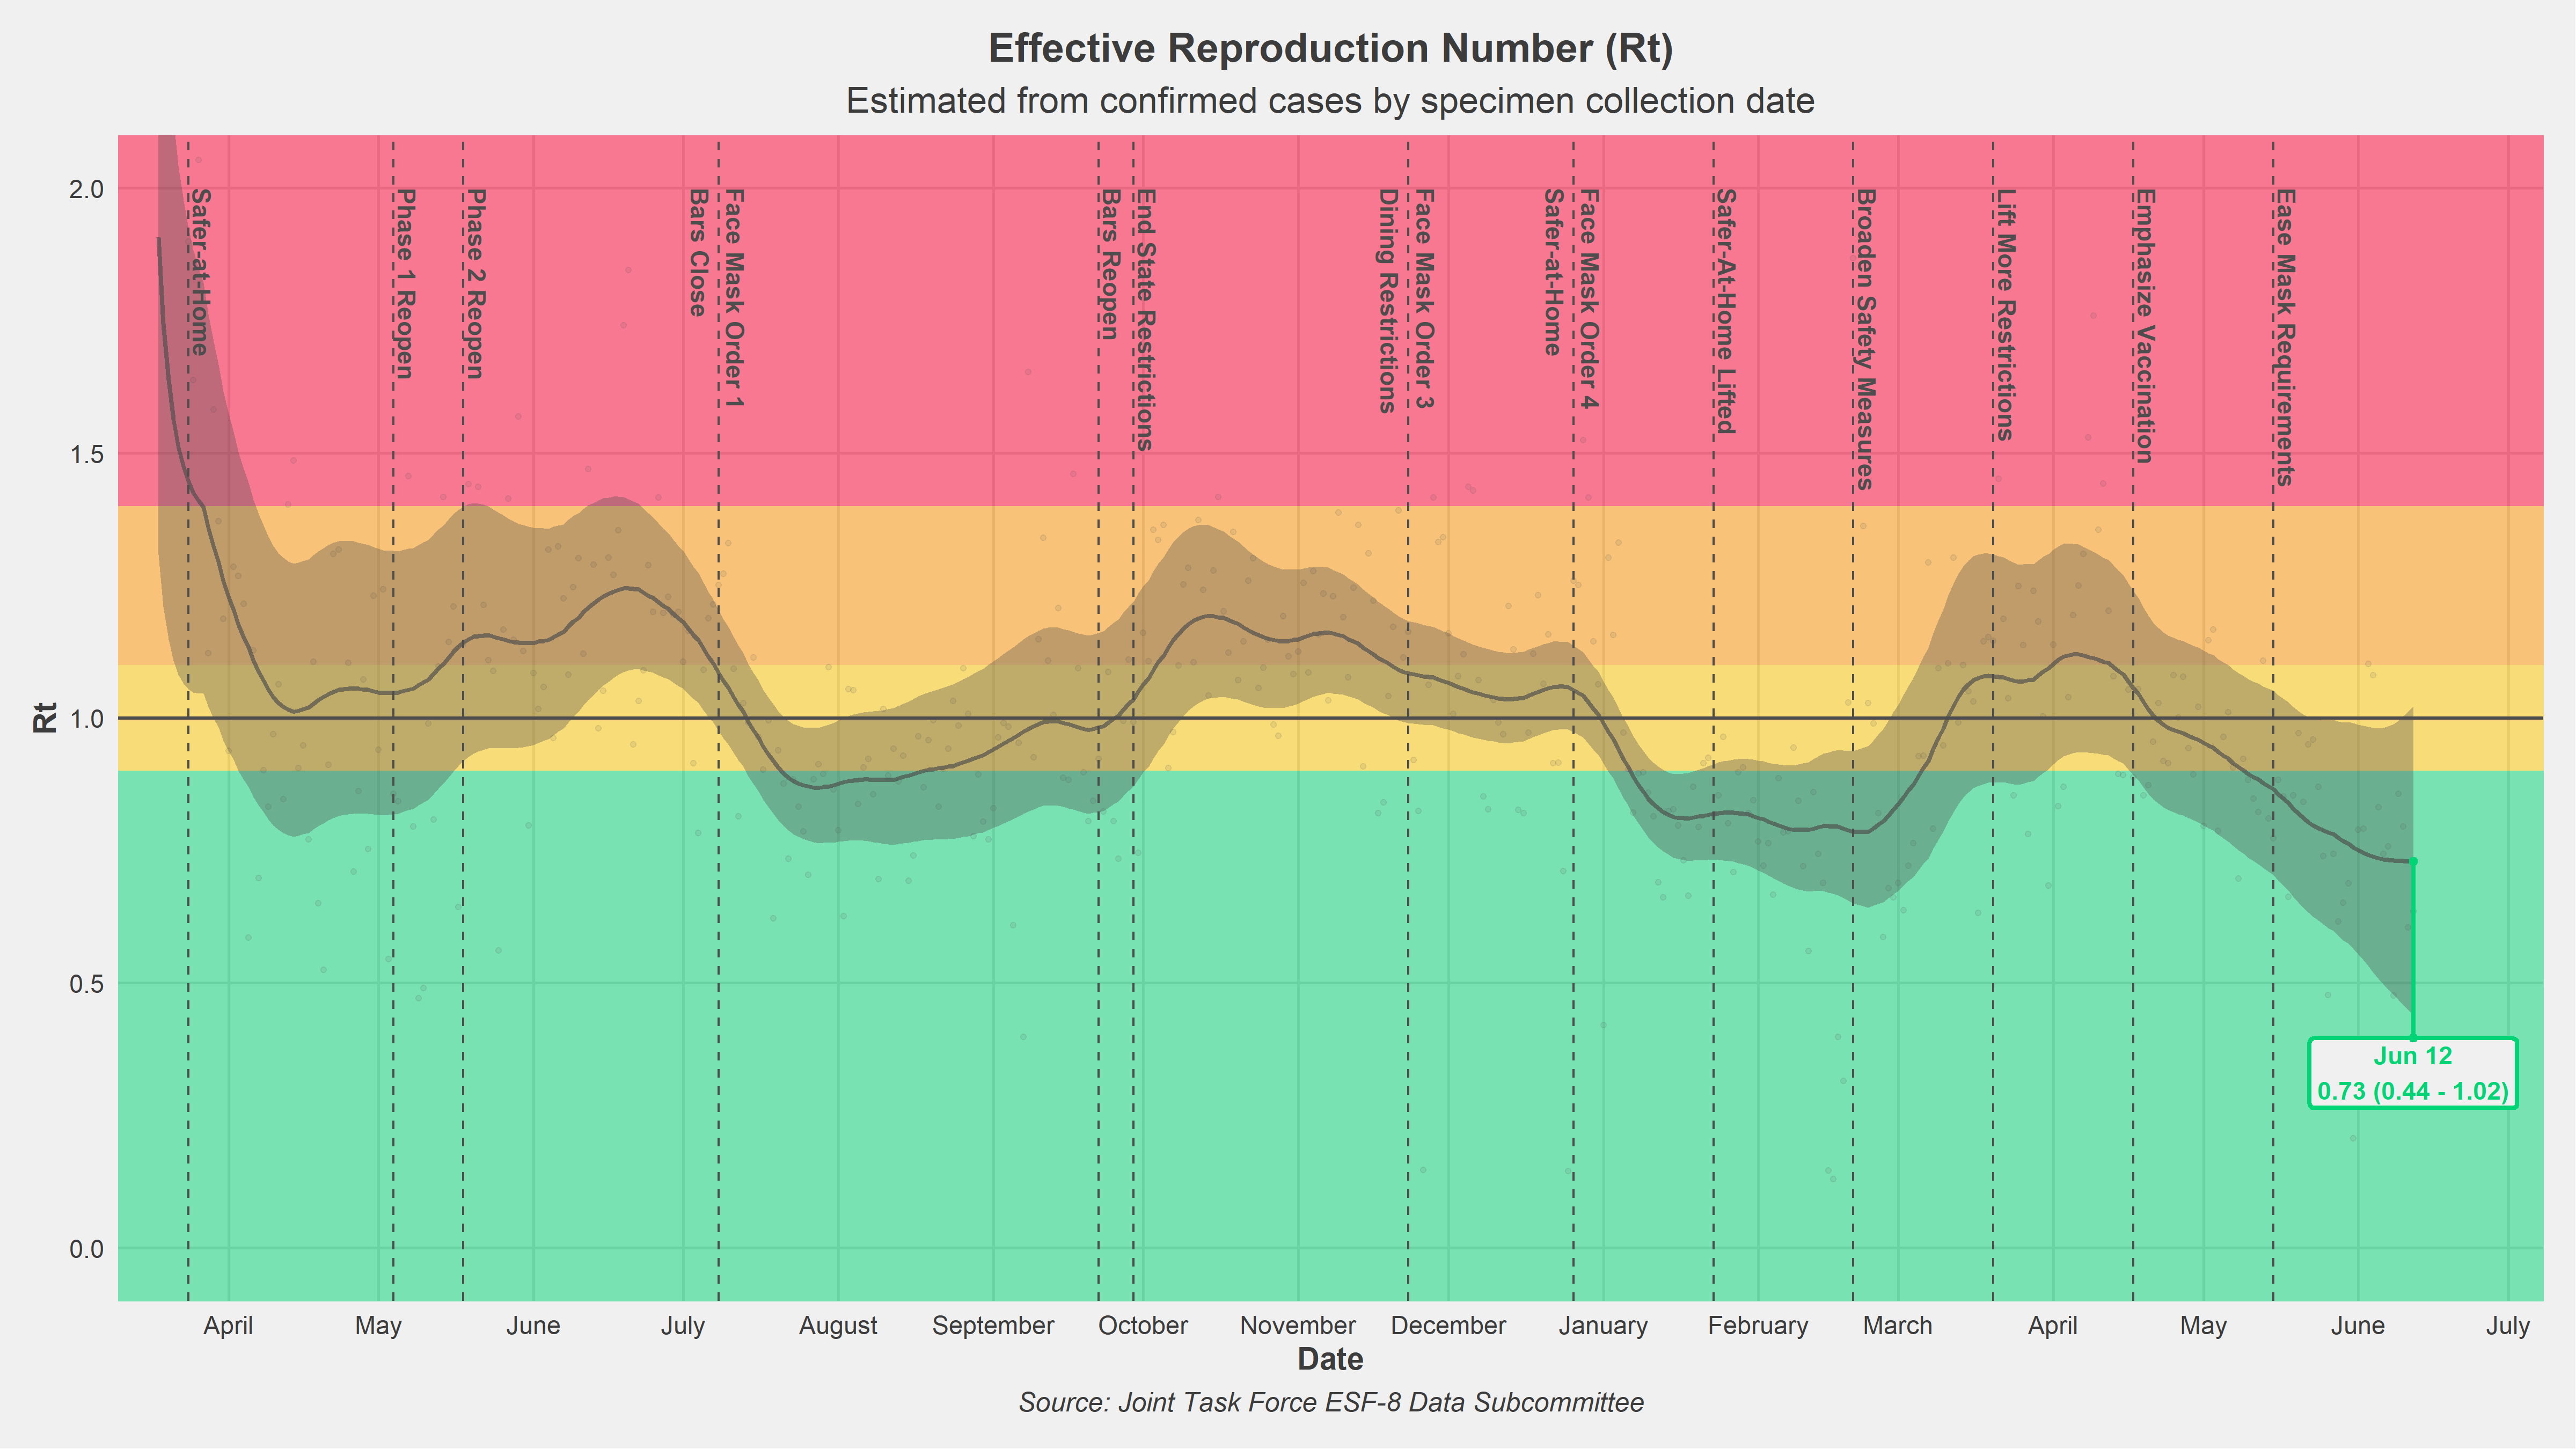 Effective Reproduction Number (Rt)
Estimated from confirmed cases by specimen collection date
Rt
2.0
1.5
1.0
0.5
0.0
Safer-at-Home
Phase 1 Reopen
Phase 2 Reopen
Bars Close
Face Mask Order 1
Bars Reopen
End State Restrictions
Dining Restrictions
Face Mask Order 3
Safer-at-Home
Face Mask Order 4
Safer-At-Home Lifted
Broaden Safety Measures
Lift More Restrictions
Emphasize Vaccination
Ease Mask Requirements
Jun 12
0.73 (0.44 - 1.02)
April May June July August September October November December January February March April May June July
Date
Source: Joint Task Force ESF-8 Data Subcommittee